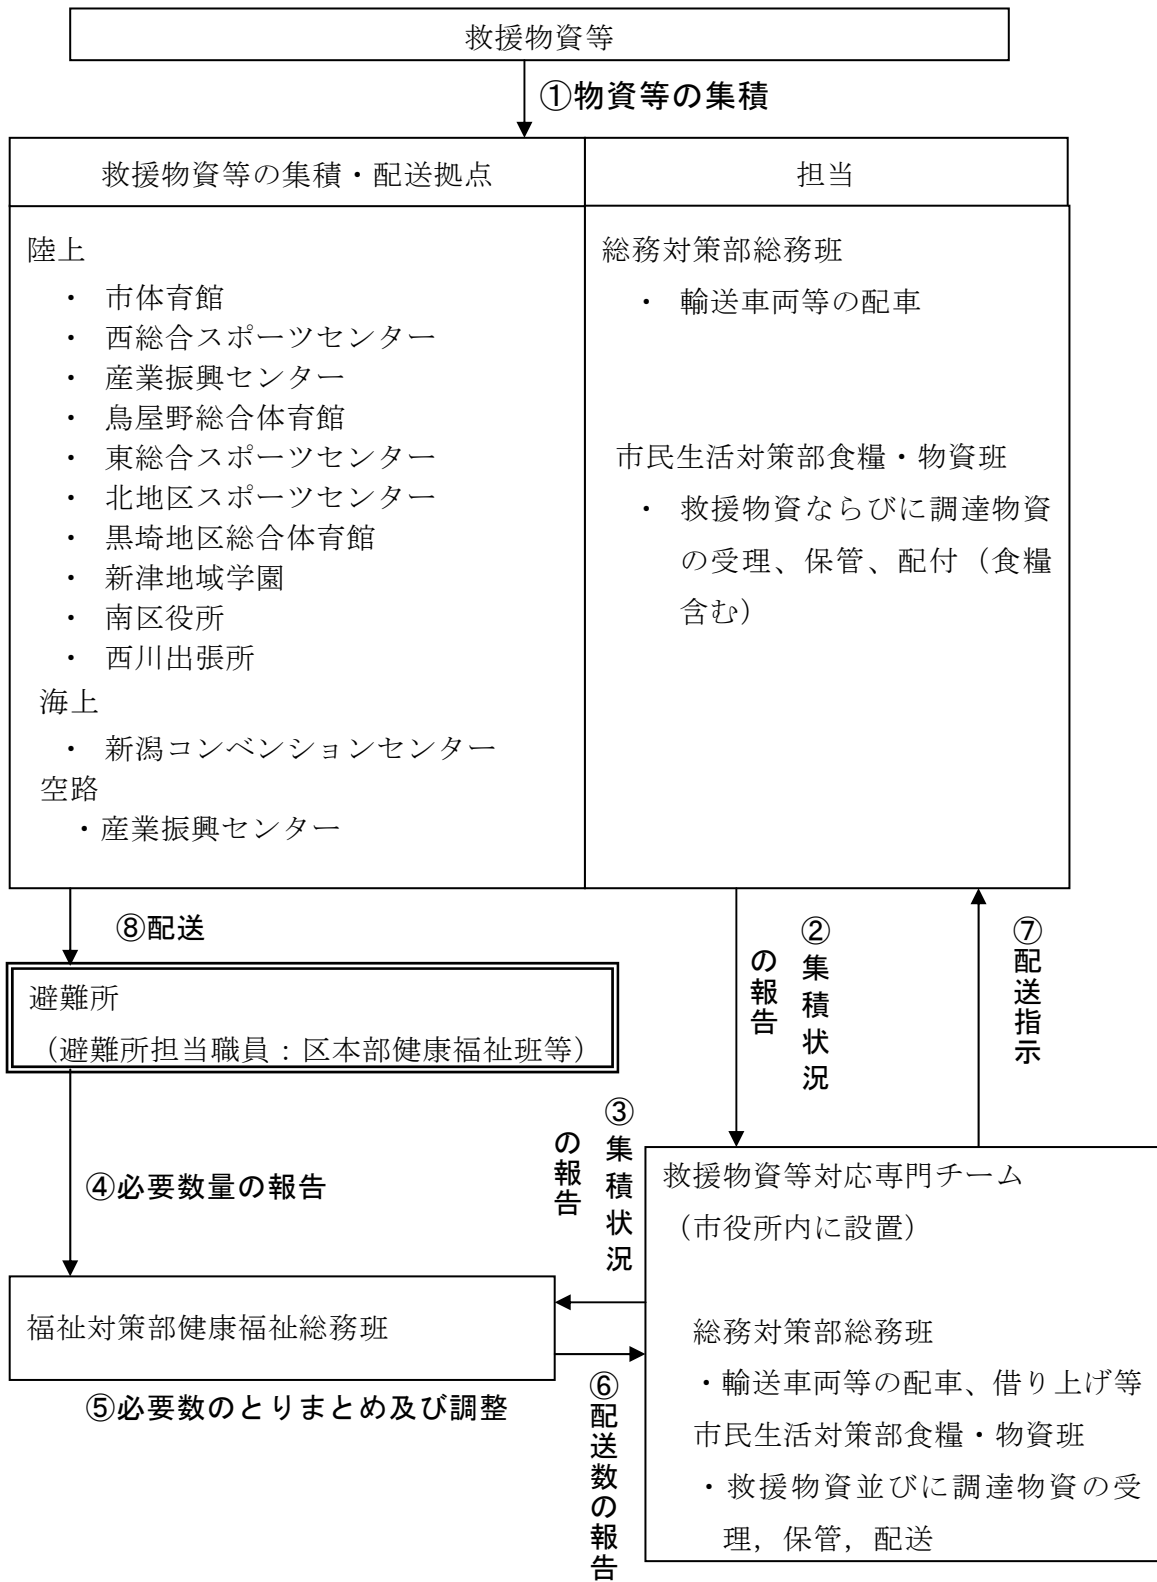 救援物資等
①物資等の集積
救援物資等の集積・配送拠点
担当
陸上
・ 市体育館
・ 西総合スポーツセンター
・ 産業振興センター
・ 鳥屋野総合体育館
・ 東総合スポーツセンター
・ 北地区スポーツセンター
・ 黒埼地区総合体育館
・ 新津地域学園
・ 南区役所
・ 西川出張所
海上
・ 新潟コンベンションセンター
空路
・産業振興センター
総務対策部総務班
・ 輸送車両等の配車
市民生活対策部食糧・物資班
・ 救援物資ならびに調達物資
の受理、保管、配付（食糧
含む）
⑧配送
②集積状況
の報告
⑦配送指示
避難所
（避難所担当職員：区本部健康福祉班等）
④必要数量の報告
③集積状況
の報告
福祉対策部健康福祉総務班
⑤必要数のとりまとめ及び調整
⑥配送数の報告
救援物資等対応専門チーム
（市役所内に設置）
総務対策部総務班
・輸送車両等の配車、借り上げ等
市民生活対策部食糧・物資班
・救援物資並びに調達物資の受
理，保管，配送